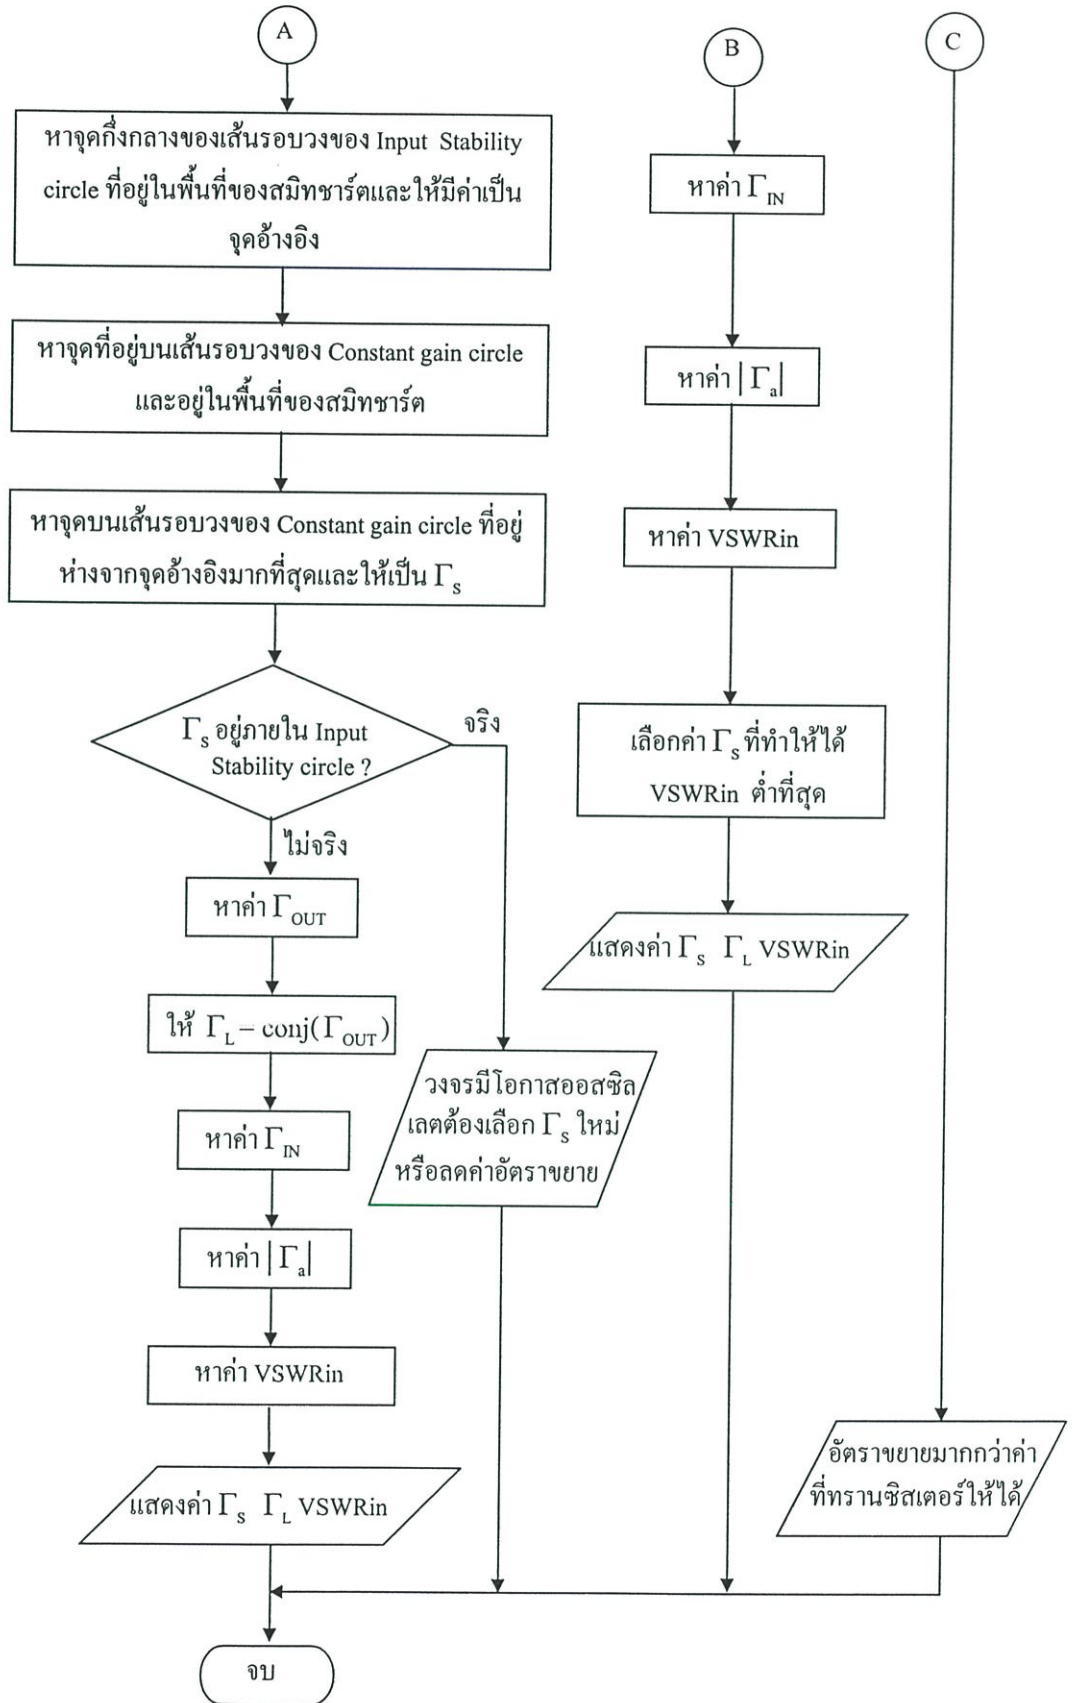 A
หาจุดกึ่งกลางของเส้นรอบวงของ Input Stability
circle ที่อยู่ในพื้นที่ของสมิทชาร์ตและให้มีค่าเป็น
จุดอ้างอิง
หาจุดที่อยู่บนเส้นรอบวงของ Constant gain circle
และอยู่ในพื้นที่ของสมิทชาร์ต
หาจุดบนเส้นรอบวงของ Constant gain circle ที่อยู่
ห่างจากจุดอ้างอิงมากที่สุดและให้เป็น Γs
Γs อยู่ภายใน Input
Stability circle ?
จริง
ไม่จริง
หาค่า ΓOUT
ให้ ΓL – conj(ΓOUT)
หาค่า ΓIN
หาค่า |Γa|
หาค่า VSWRin
แสดงค่า Γs ΓL VSWRin
วงจรมีโอกาสออสซิล
เลตต้องเลือก Γs ใหม่
หรือลดค่าอัตราขยาย
B
หาค่า ΓIN
หาค่า |Γa|
หาค่า VSWRin
เลือกค่า Γs ที่ทำให้ได้
VSWRin ต่ำที่สุด
แสดงค่า Γs ΓL VSWRin
C
อัตราขยายมากกว่าค่า
ที่ทรานซิสเตอร์ให้ได้
จบ